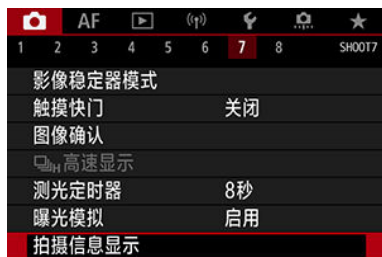 AF
1 2 3 4 5 6 7 8 SHOOT7
影像稳定器模式
触摸快门 关闭
图像确认
H高速显示
测光定时器 8秒
曝光模拟 启用
拍摄信息显示